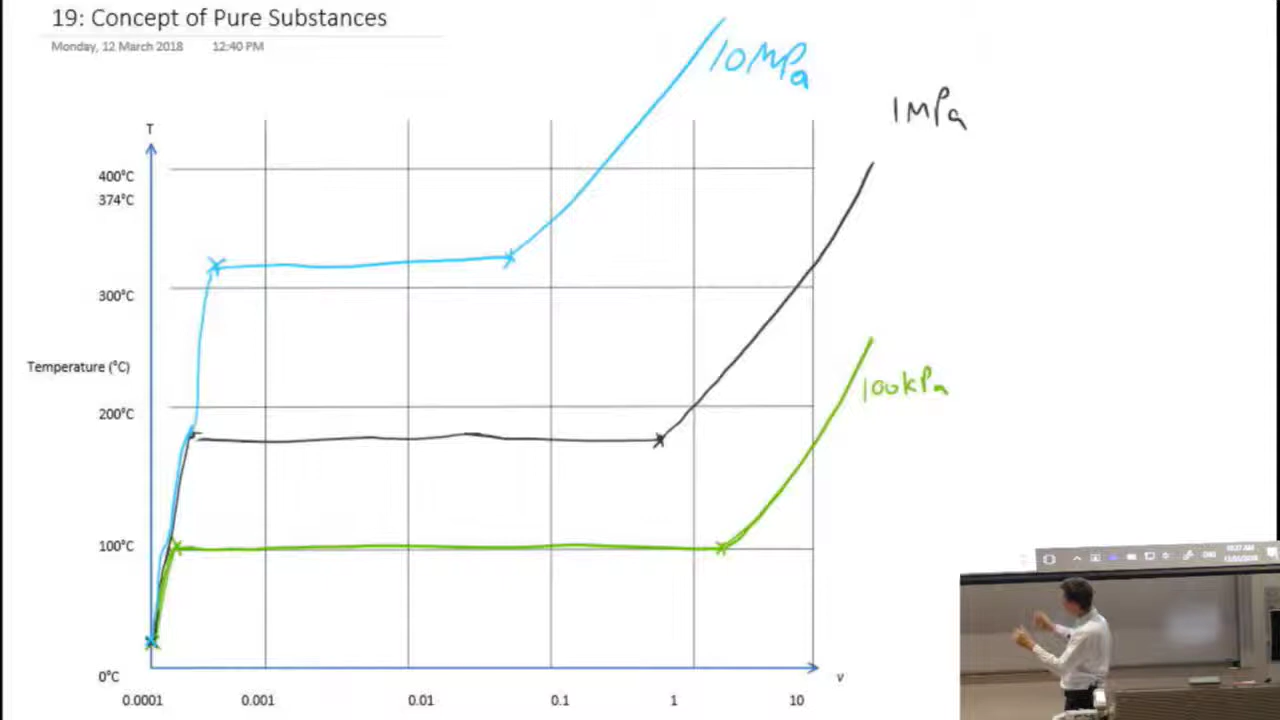 19: Concept of Pure Substances
Monday, 12 March 2018 12:40 PM
10MPa
1MPa
T
400°C
374°C
300°C
Temperature (°C)
100kPa
200°C
100°C
ENG
0°C
v
0.0001 0.001 0.01 0.1 1 10